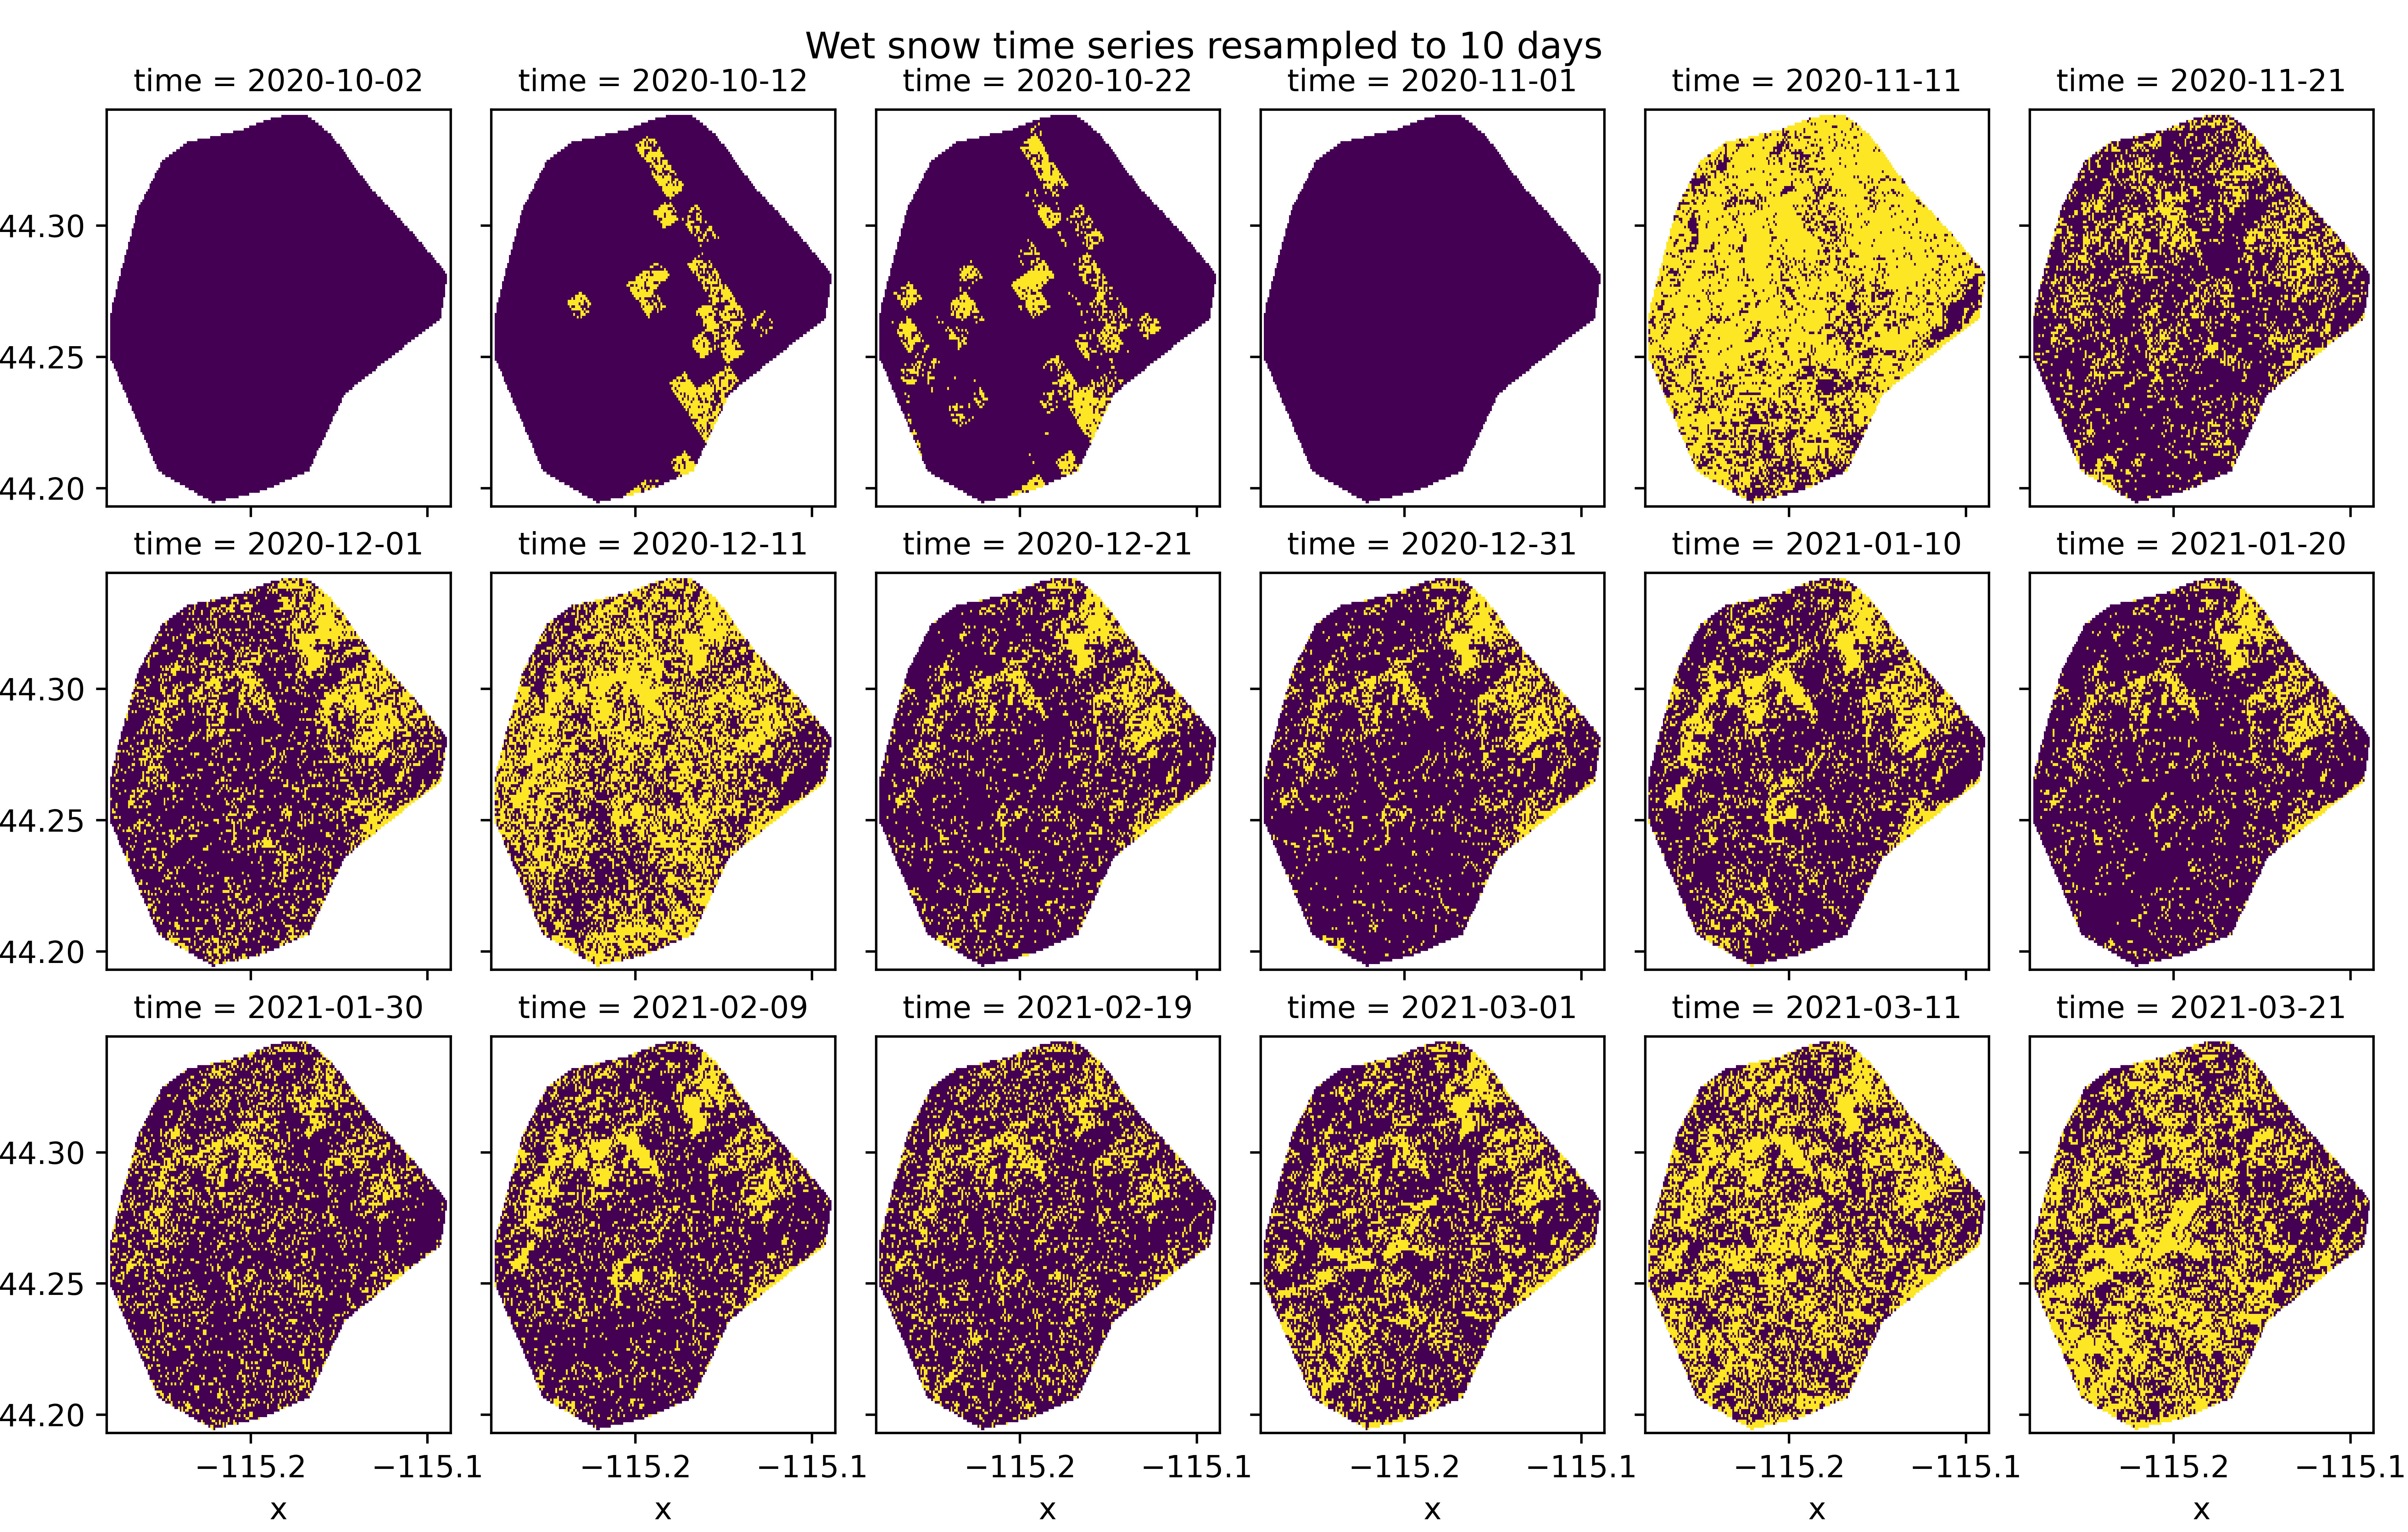 Wet snow time series resampled to 10 days
time = 2020-10-02 time = 2020-10-12 time = 2020-10-22 time = 2020-11-01 time = 2020-11-11 time = 2020-11-21
44.30
44.25
44.20
time = 2020-12-01 time = 2020-12-11 time = 2020-12-21 time = 2020-12-31 time = 2021-01-10 time = 2021-01-20
44.30
44.25
44.20
time = 2021-01-30 time = 2021-02-09 time = 2021-02-19 time = 2021-03-01 time = 2021-03-11 time = 2021-03-21
44.30
44.25
44.20
−115.2 −115.1 −115.2 −115.1 −115.2 −115.1 −115.2 −115.1 −115.2 −115.1 −115.2 −115.1
x x x x x x